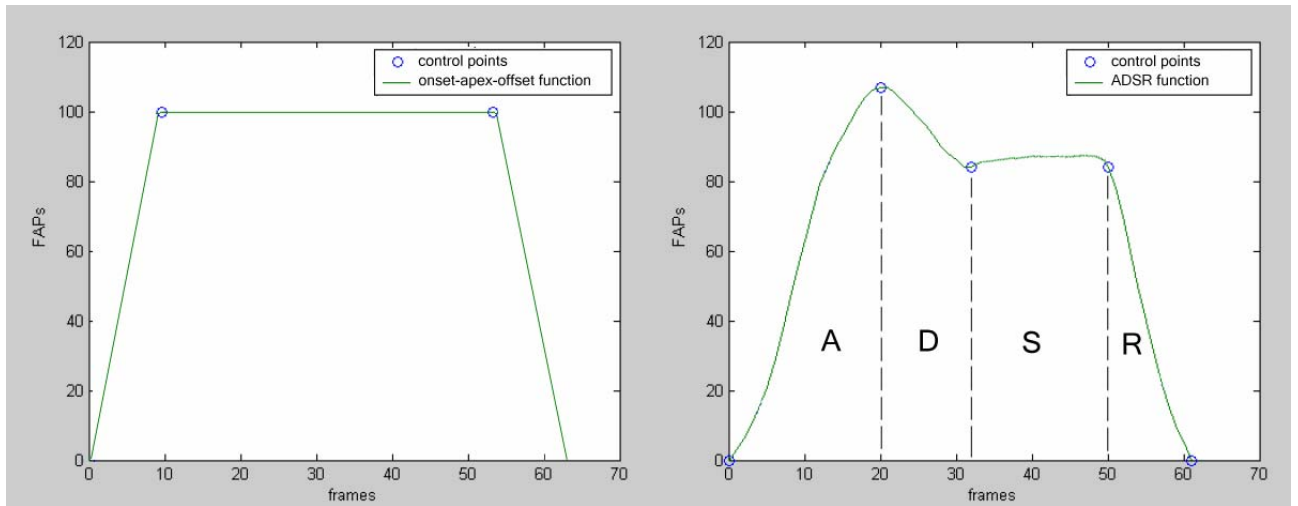 120
100
80
60
40
20
0
FAPs
control points
onset-apex-offset function
0 10 20 30 40 50 60 70
frames
120
100
80
60
40
20
0
FAPs
control points
ADSR function
A D S R
0 10 20 30 40 50 60 70
frames